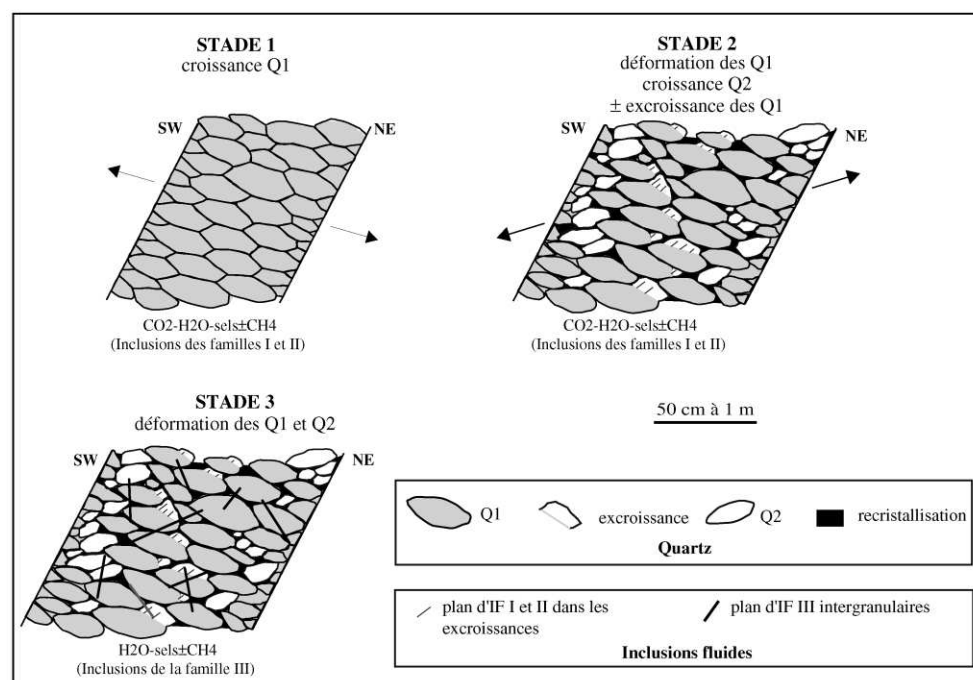 STADE 1
croissance Q1
SW
NE
CO2-H2O-sels±CH4
(Inclusions des familles I et II)
STADE 2
déformation des Q1
croissance Q2
± excroissance des Q1
SW
NE
CO2-H2O-sels±CH4
(Inclusions des familles I et II)
STADE 3
déformation des Q1 et Q2
SW
NE
H2O-sels±CH4
(Inclusions de la famille III)
50 cm à 1 m
Q1
excroissance
Q2
recristallisation
Quartz
plan d'IF I et II dans les
excroissances
plan d'IF III intergranulaires
Inclusions fluides